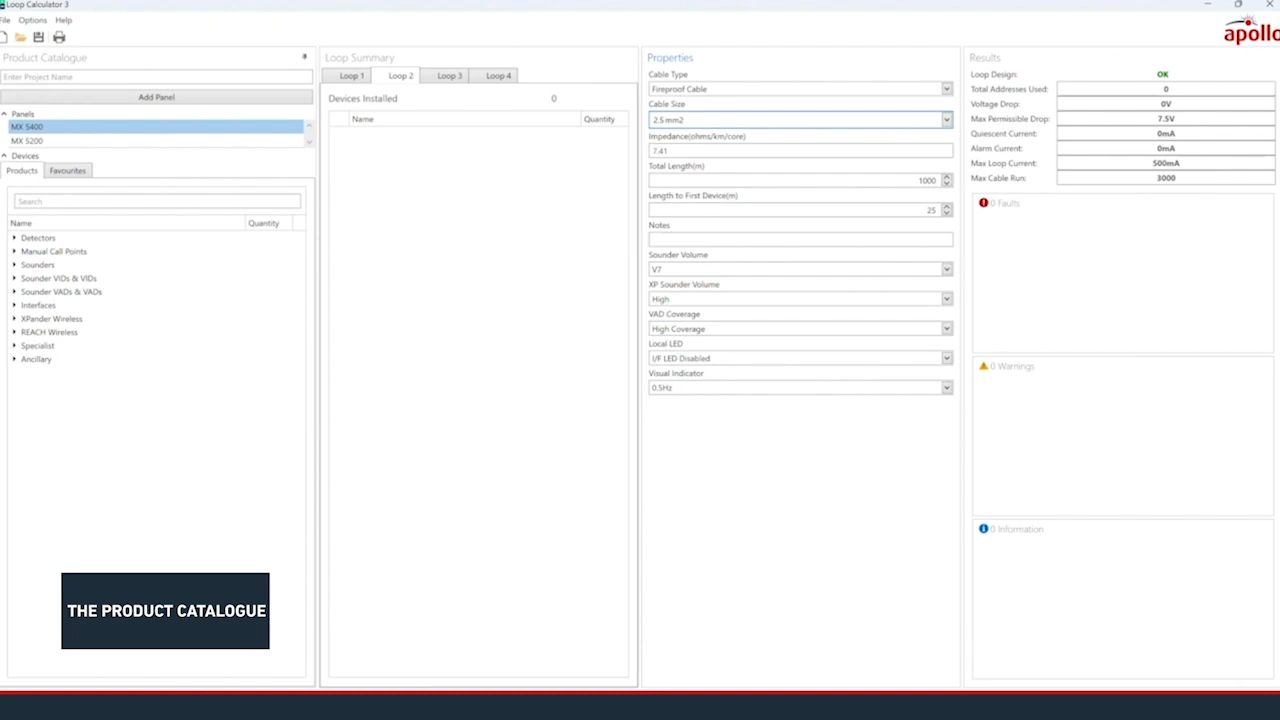 Loop Calculator 3
File Options Help
apollo
Product Catalogue
Enter Project Name
Add Panel
Panels
MX 5400
MX 5200
Devices
Products Favourites
Search
Name Quantity
Detectors
Manual Call Points
Sounders
Sounder VIDs & VIDs
Sounder VADs & VADs
Interfaces
XPander Wireless
REACH Wireless
Specialist
Ancillary
THE PRODUCT CATALOGUE
Loop Summary
Loop 1 Loop 2 Loop 3 Loop 4
Devices Installed 0
Name Quantity
Properties
Cable Type
Fireproof Cable
Cable Size
2.5 mm2
Impedance(ohms/km/core)
7.41
Total Length(m)
1000
Length to First Device(m)
25
Notes
Sounder Volume
V7
XP Sounder Volume
High
VAD Coverage
High Coverage
Local LED
I/F LED Disabled
Visual Indicator
0.5Hz
Results
Loop Design: OK
Total Addresses Used: 0
Voltage Drop: 0V
Max Permissible Drop: 7.5V
Quiescent Current: 0mA
Alarm Current: 0mA
Max Loop Current: 500mA
Max Cable Run: 3000
0 Faults
0 Warnings
0 Information